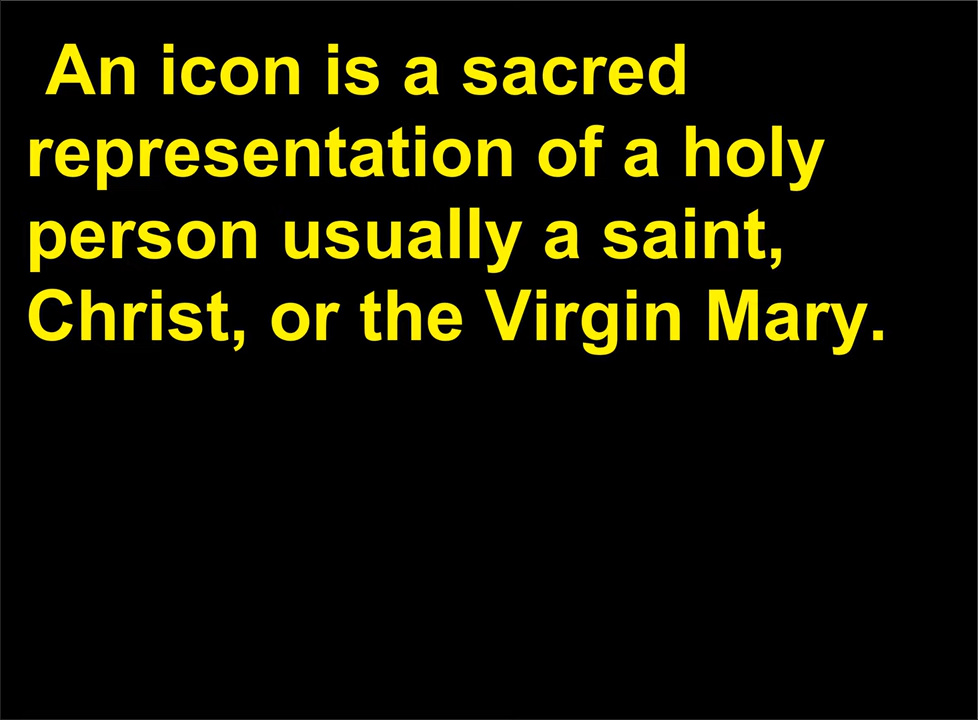 An icon is a sacred
representation of a holy
person usually a saint,
Christ, or the Virgin Mary.